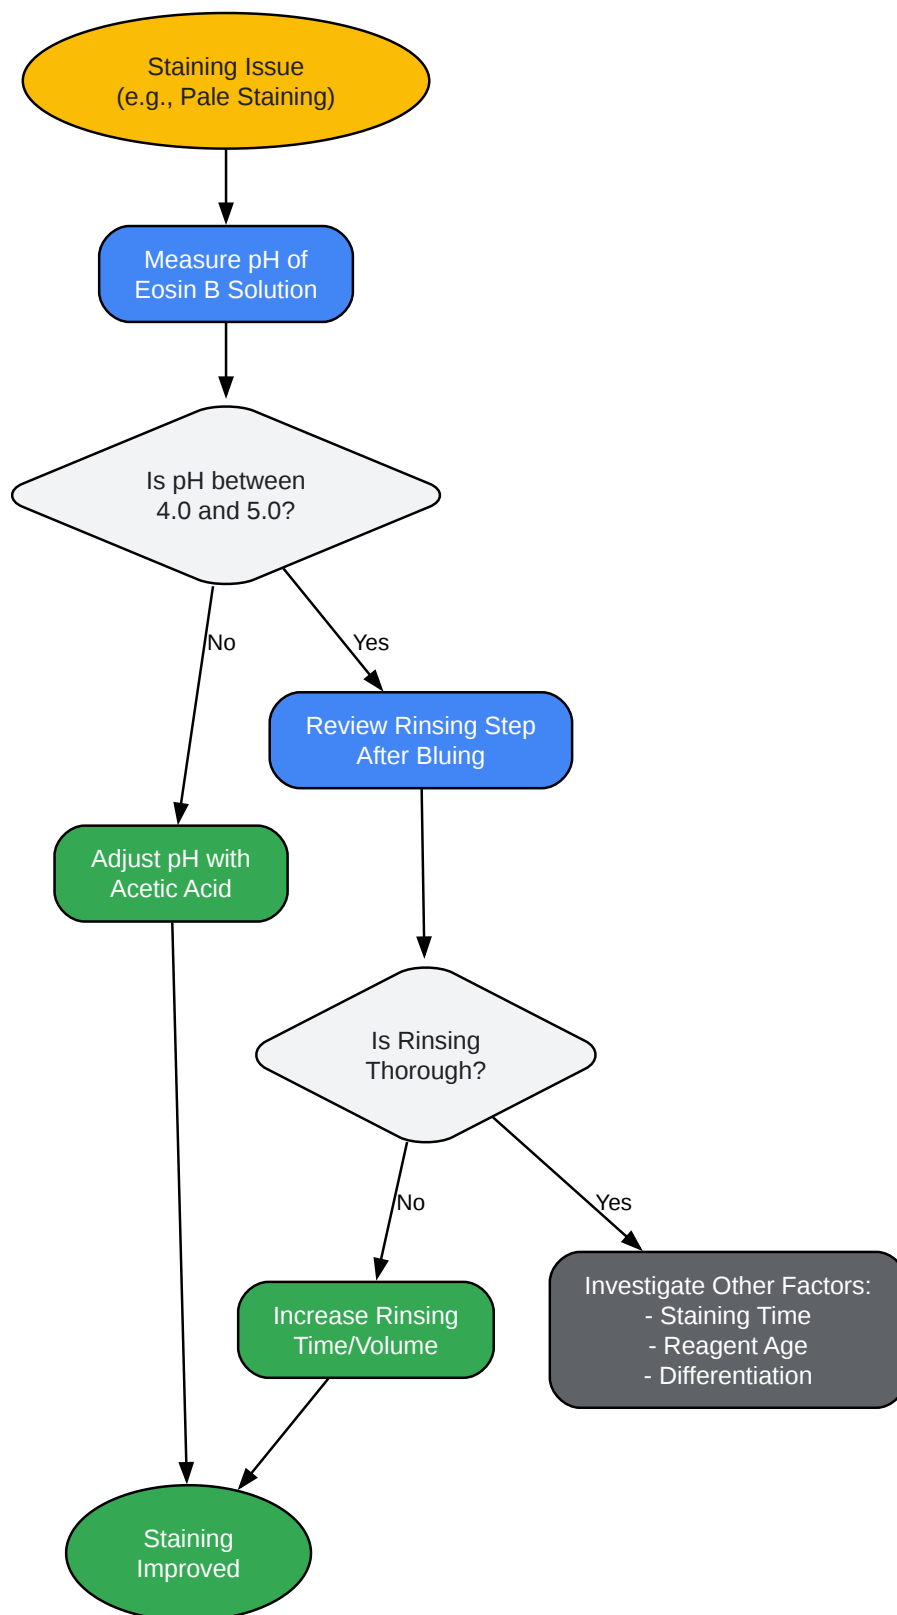 Staining Issue
(e.g., Pale Staining)
Measure pH of
Eosin B Solution
Is pH between
4.0 and 5.0?
No
Yes
Review Rinsing Step
After Bluing
Adjust pH with
Acetic Acid
Is Rinsing
Thorough?
No
Yes
Increase Rinsing
Time/Volume
Investigate Other Factors:
- Staining Time
- Reagent Age
- Differentiation
Staining
Improved